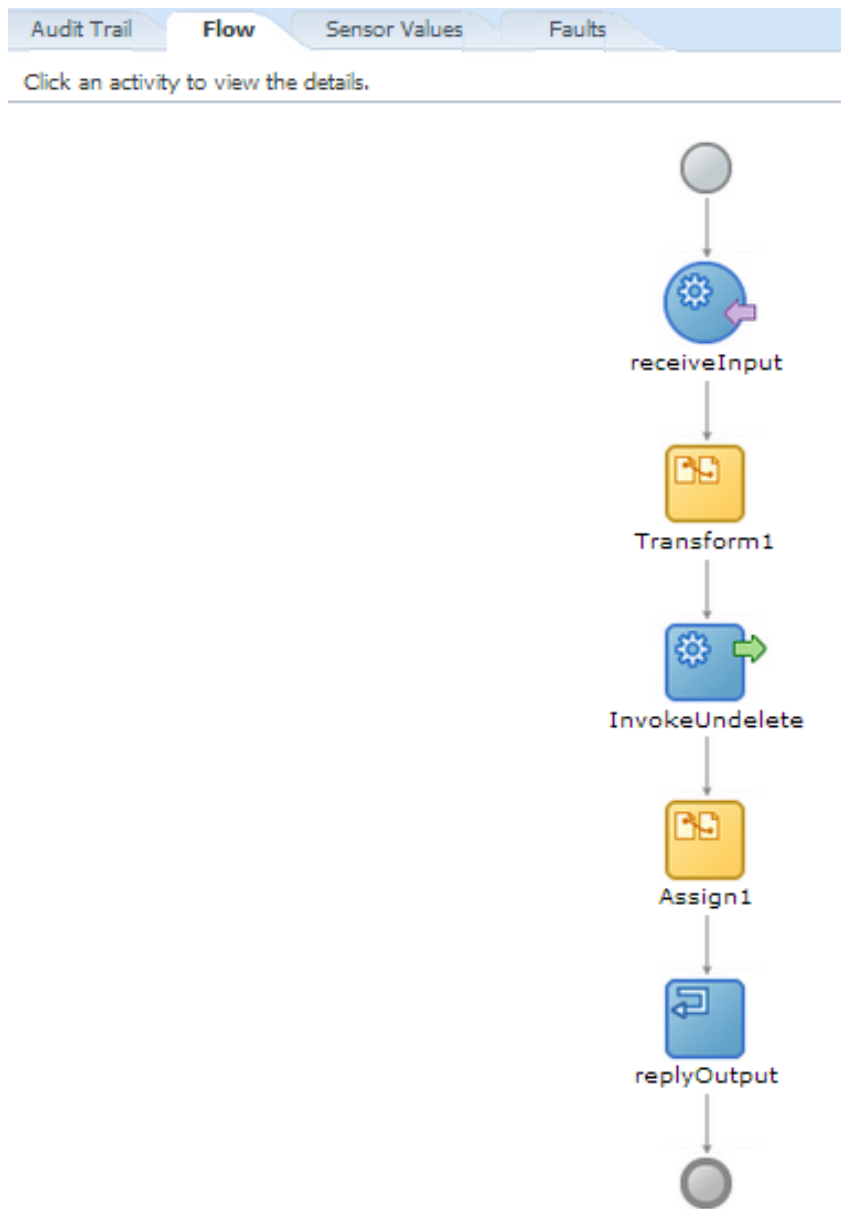 Audit Trail Flow Sensor Values Faults
Click an activity to view the details.
receiveInput
Transform1
InvokeUndelete
Assign1
replyOutput